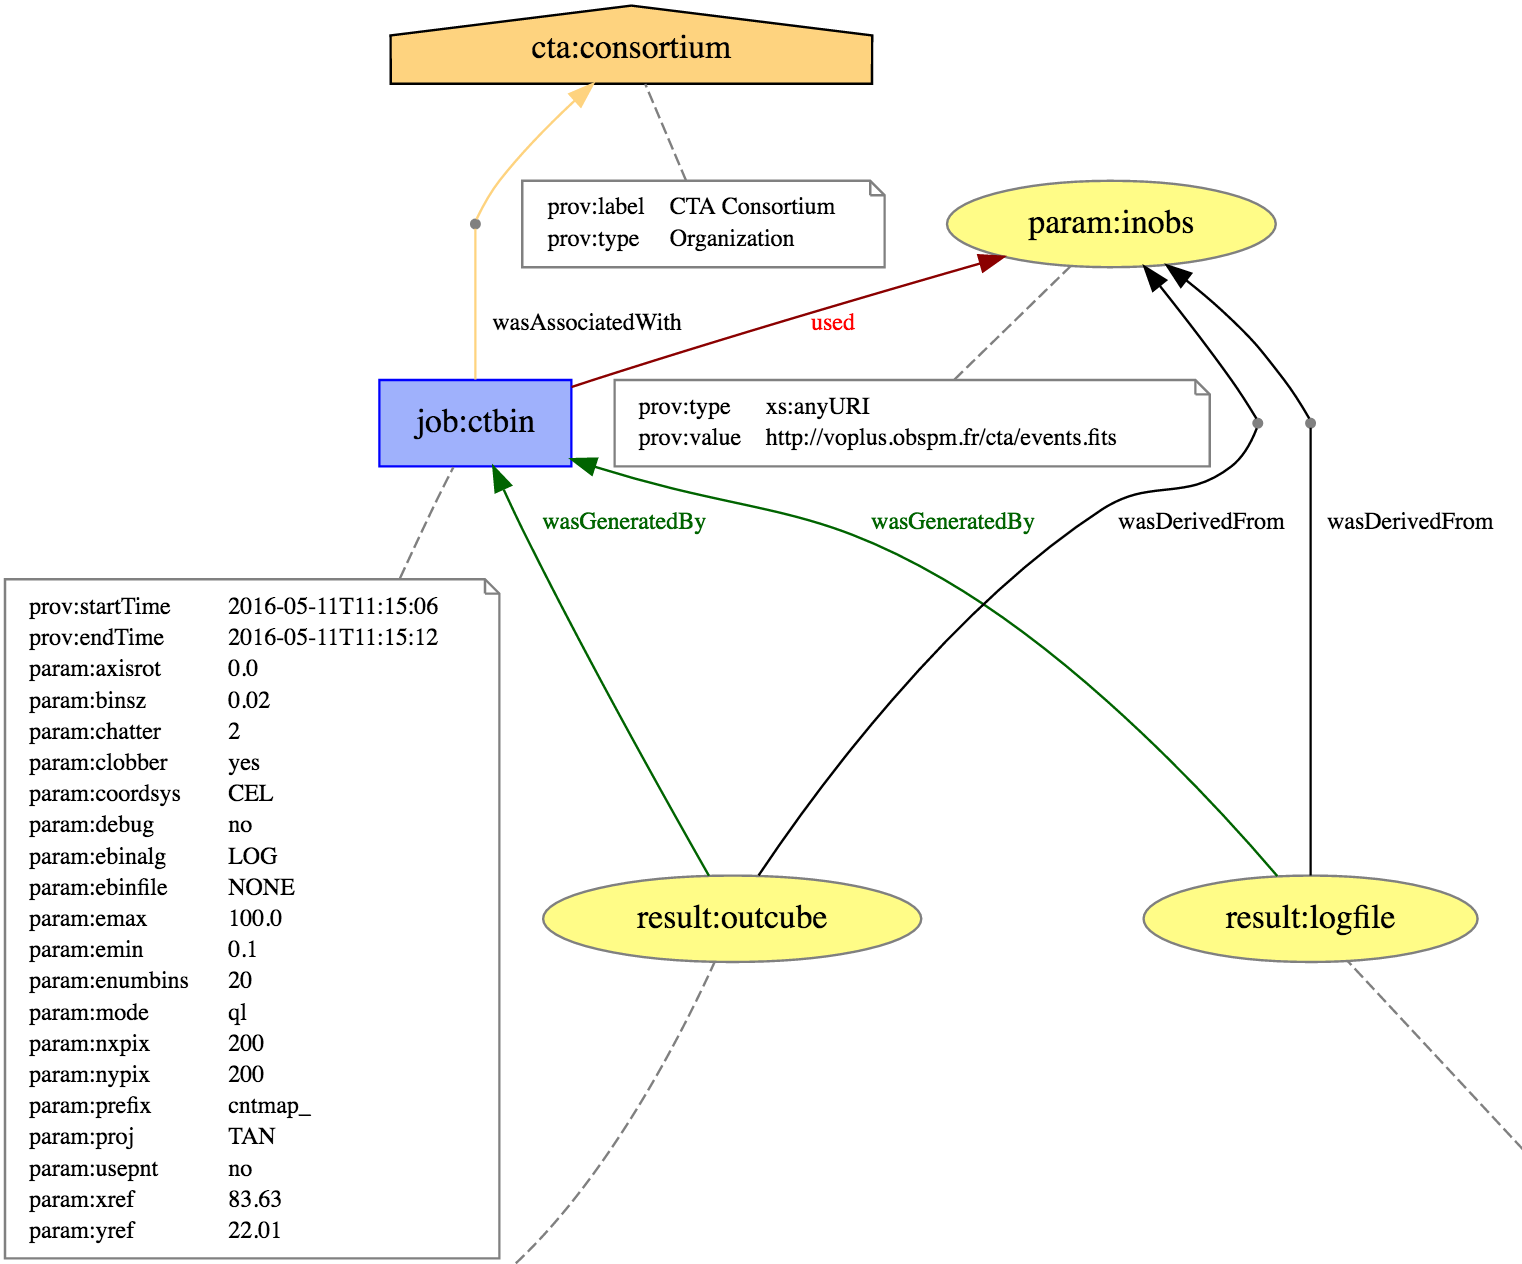 cta:consortium
prov:label CTA Consortium
prov:type Organization
param:inobs
wasAssociatedWith
used
job:ctbin
prov:type xs:anyURI
prov:value http://voplus.obspm.fr/cta/events.fits
wasGeneratedBy
wasGeneratedBy
wasDerivedFrom
wasDerivedFrom
prov:startTime 2016-05-11T11:15:06
prov:endTime 2016-05-11T11:15:12
param:axisrot 0.0
param:binsz 0.02
param:chatter 2
param:clobber yes
param:coordsys CEL
param:debug no
param:ebinalg LOG
param:ebinfile NONE
param:emax 100.0
param:emin 0.1
param:enumbins 20
param:mode ql
param:nxpix 200
param:nypix 200
param:prefix cntmap_
param:proj TAN
param:usepnt no
param:xref 83.63
param:yref 22.01
result:outcube
result:logfile